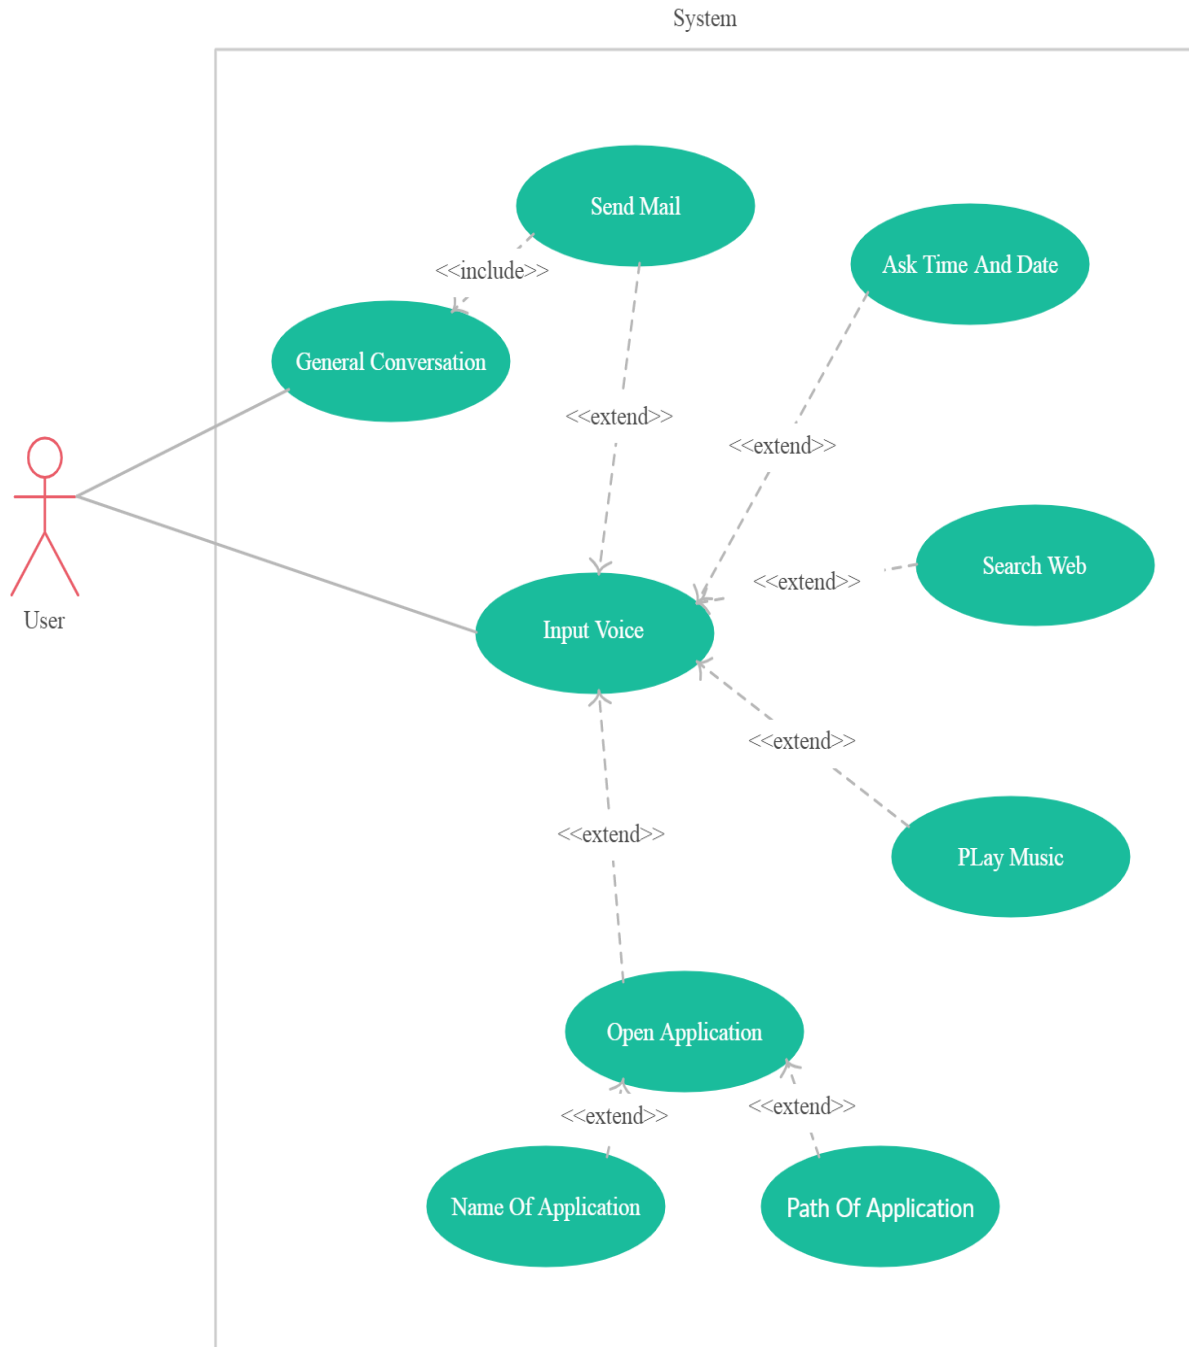 System
Send Mail
Ask Time And Date
<<include>>
General Conversation
<<extend>>
<<extend>>
Search Web
<<extend>>
User
Input Voice
<<extend>>
<<extend>>
PLay Music
Open Application
<<extend>>
<<extend>>
Name Of Application
Path Of Application